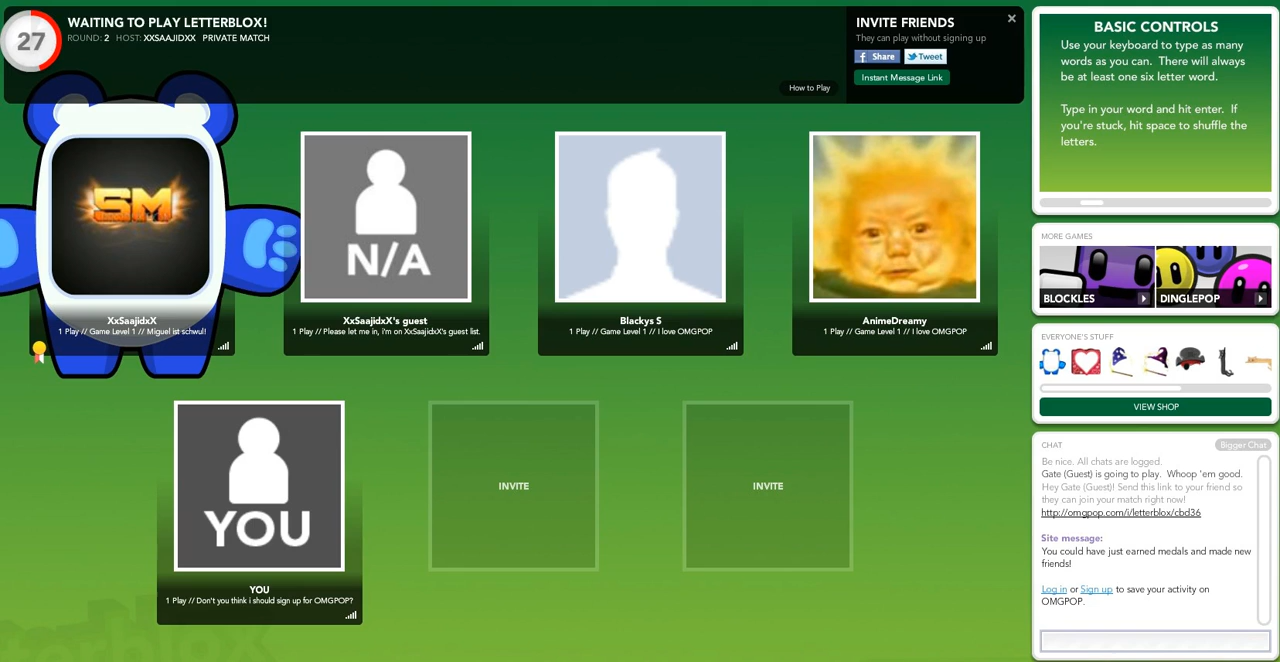 27
WAITING TO PLAY LETTERBLOX!
ROUND: 2 HOST: XXSAAJIDXX PRIVATE MATCH
How to Play
INVITE FRIENDS
They can play without signing up
f Share
Tweet
Instant Message Link
BASIC CONTROLS
Use your keyboard to type as many
words as you can. There will always
be at least one six letter word.
Type in your word and hit enter. If
you're stuck, hit space to shuffle the
letters.
SM
XxSaajidxX
1 Play // Game Level 1 // Miguel ist schwul!
N/A
XxSaajidxX's guest
1 Play // Please let me in, i'm on XxSaajidxX's guest list.
Blackys S
1 Play // Game Level 1 // I love OMGPOP
AnimeDreamy
1 Play // Game Level 1 // I love OMGPOP
YOU
YOU
1 Play // Don't you think i should sign up for OMGPOP?
INVITE
INVITE
MORE GAMES
BLOCKLES
DINGLEPOP
EVERYONE'S STUFF
VIEW SHOP
CHAT
Bigger Chat
Be nice. All chats are logged.
Gate (Guest) is going to play. Whoop 'em good.
Hey Gate (Guest)! Send this link to your friend so
they can join your match right now!
http://omgpop.com/i/letterblox/cbd36
Site message:
You could have just earned medals and made new
friends!
Log in or Sign up to save your activity on
OMGPOP.